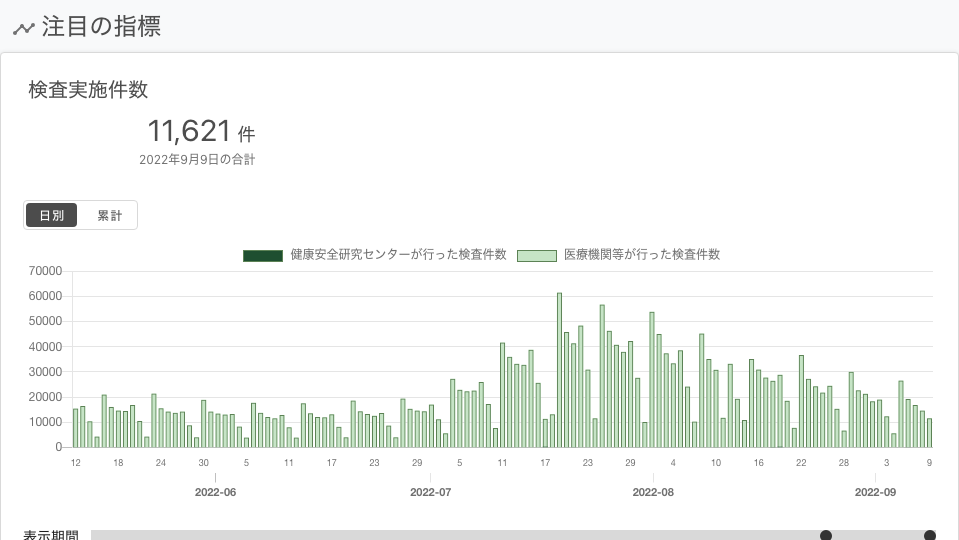 注目の指標
検査実施件数
11,621 件
2022年9月9日の合計
日別 累計
健康安全研究センターが行った検査件数 医療機関等が行った検査件数
70000
60000
50000
40000
30000
20000
10000
0
12 18 24 30 5 11 17 23 29 5 11 17 23 29 4 10 16 22 28 3 9
2022-06 2022-07 2022-08 2022-09
表示期間